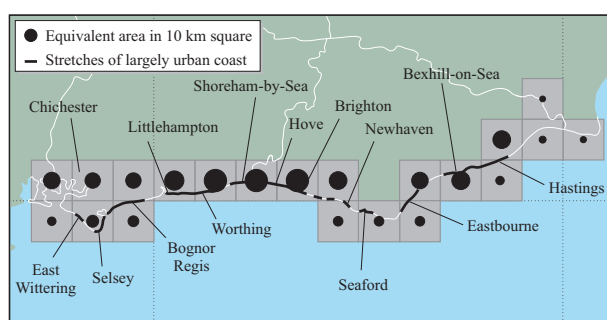 Equivalent area in 10 km square
Stretches of largely urban coast
Bexhill-on-Sea
Shoreham-by-Sea
Chichester
Brighton
Littlehampton
Hove
Newhaven
Hastings
Worthing
Eastbourne
Bognor
Regis
East
Wittering
Selsey
Seaford